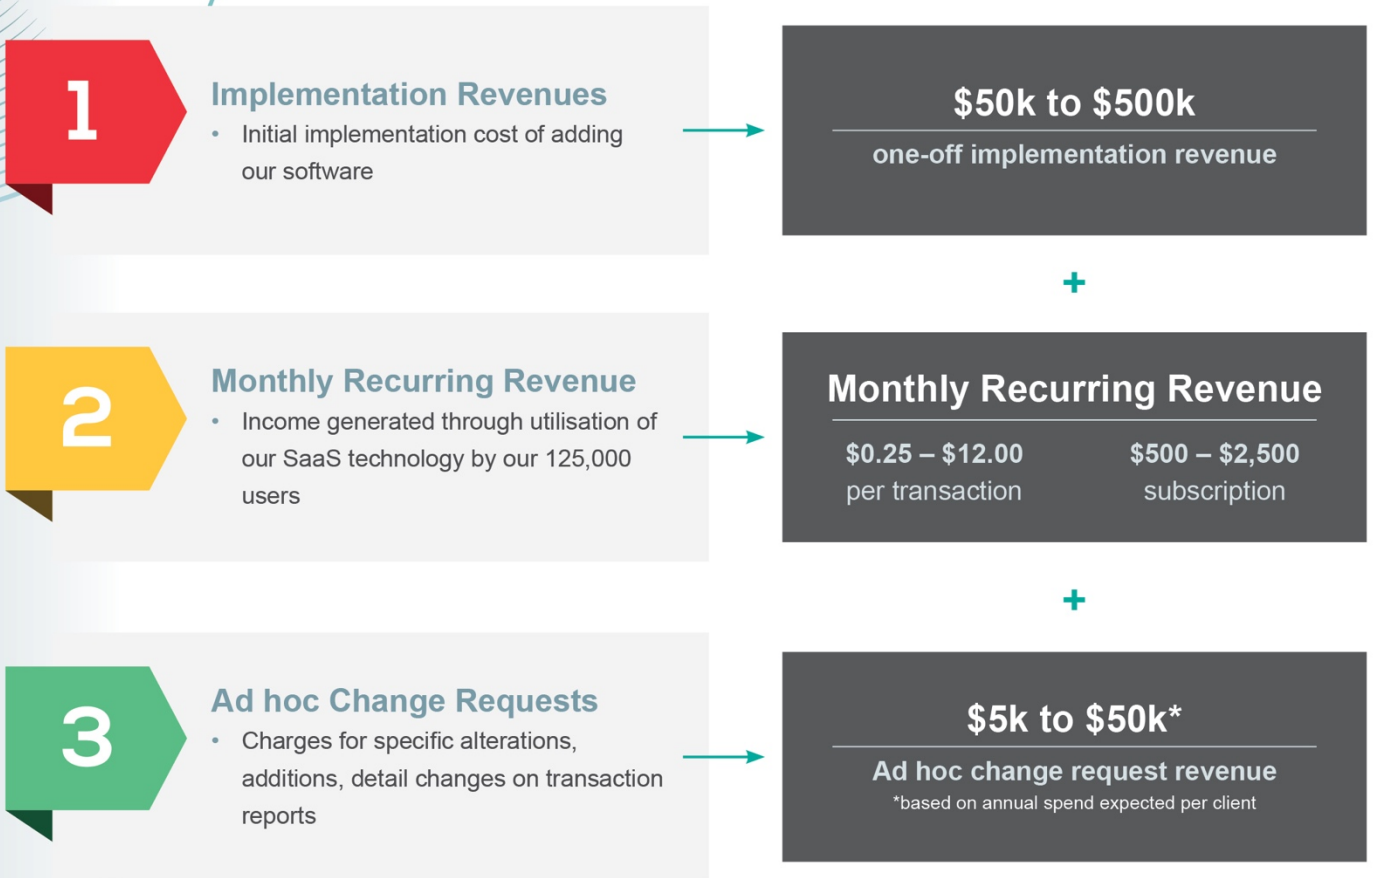 1
Implementation Revenues
• Initial implementation cost of adding
our software
$50k to $500k
one-off implementation revenue
+
2
Monthly Recurring Revenue
• Income generated through utilisation of
our SaaS technology by our 125,000
users
Monthly Recurring Revenue
$0.25 – $12.00
per transaction
$500 – $2,500
subscription
+
3
Ad hoc Change Requests
• Charges for specific alterations,
additions, detail changes on transaction
reports
$5k to $50k*
Ad hoc change request revenue
*based on annual spend expected per client